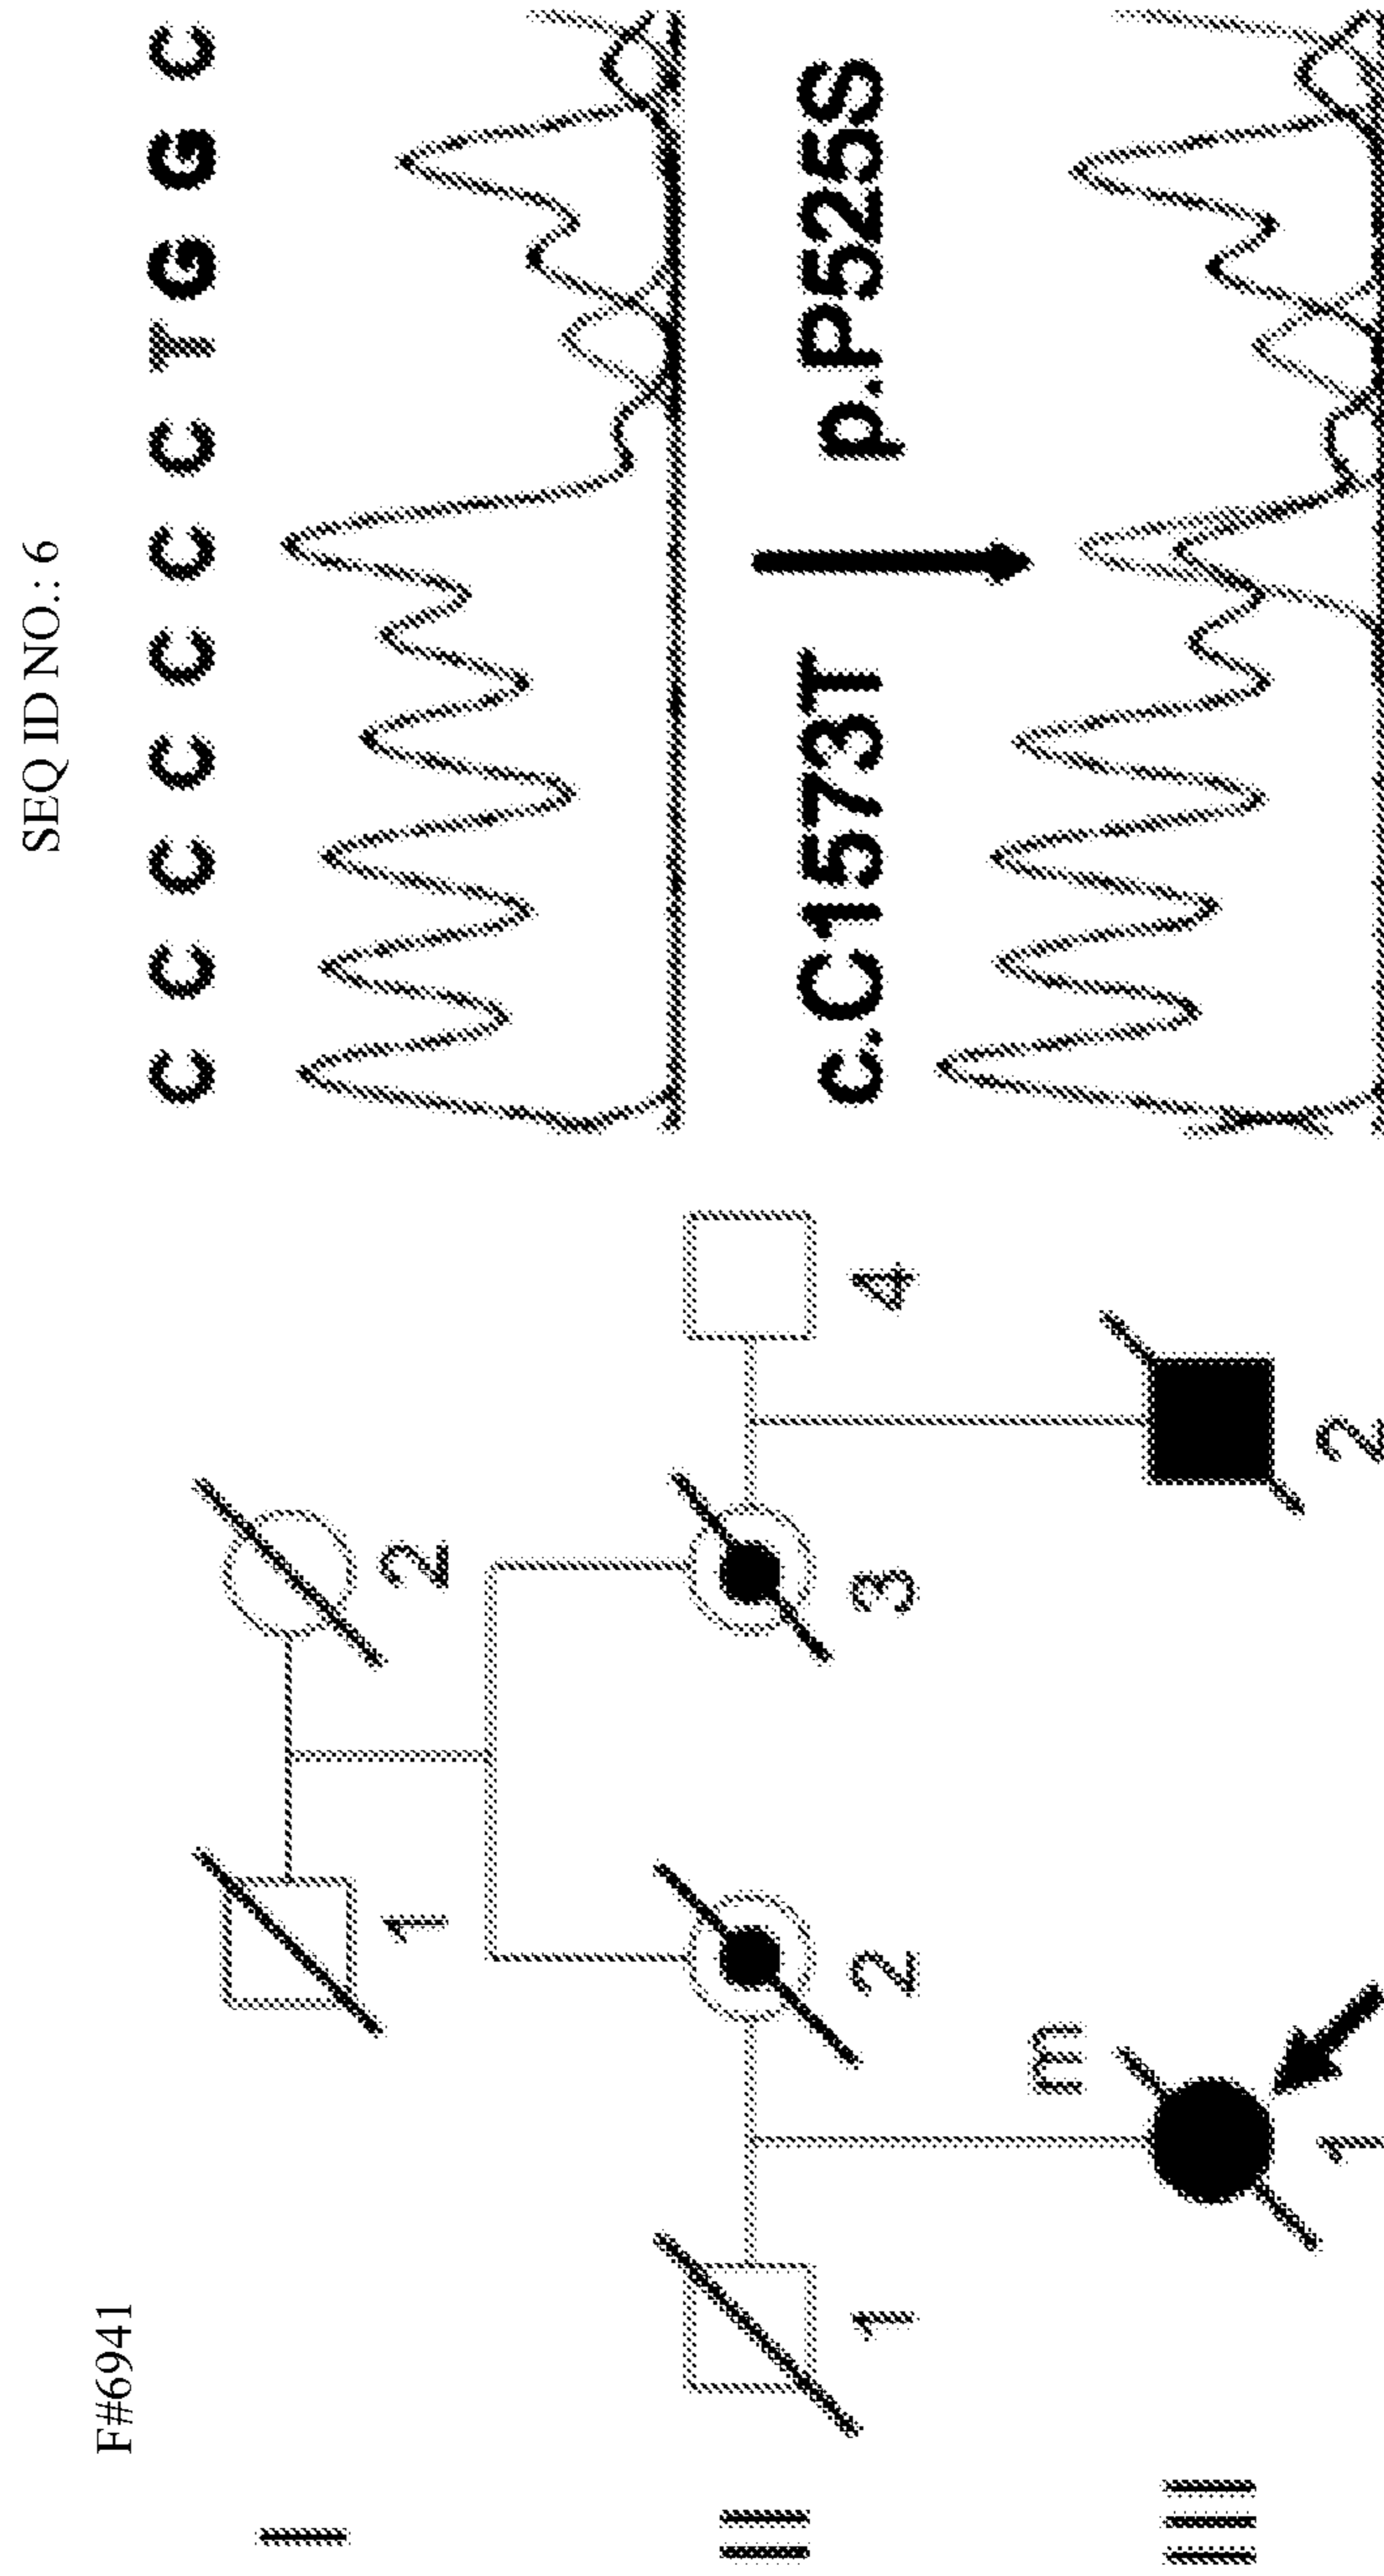 F#6941
SEQ ID NO.: 6
C C C C C C C T G G C
c.C1573T p.P525S
I
1 2
II
1 2 3 4
III
m
1 2